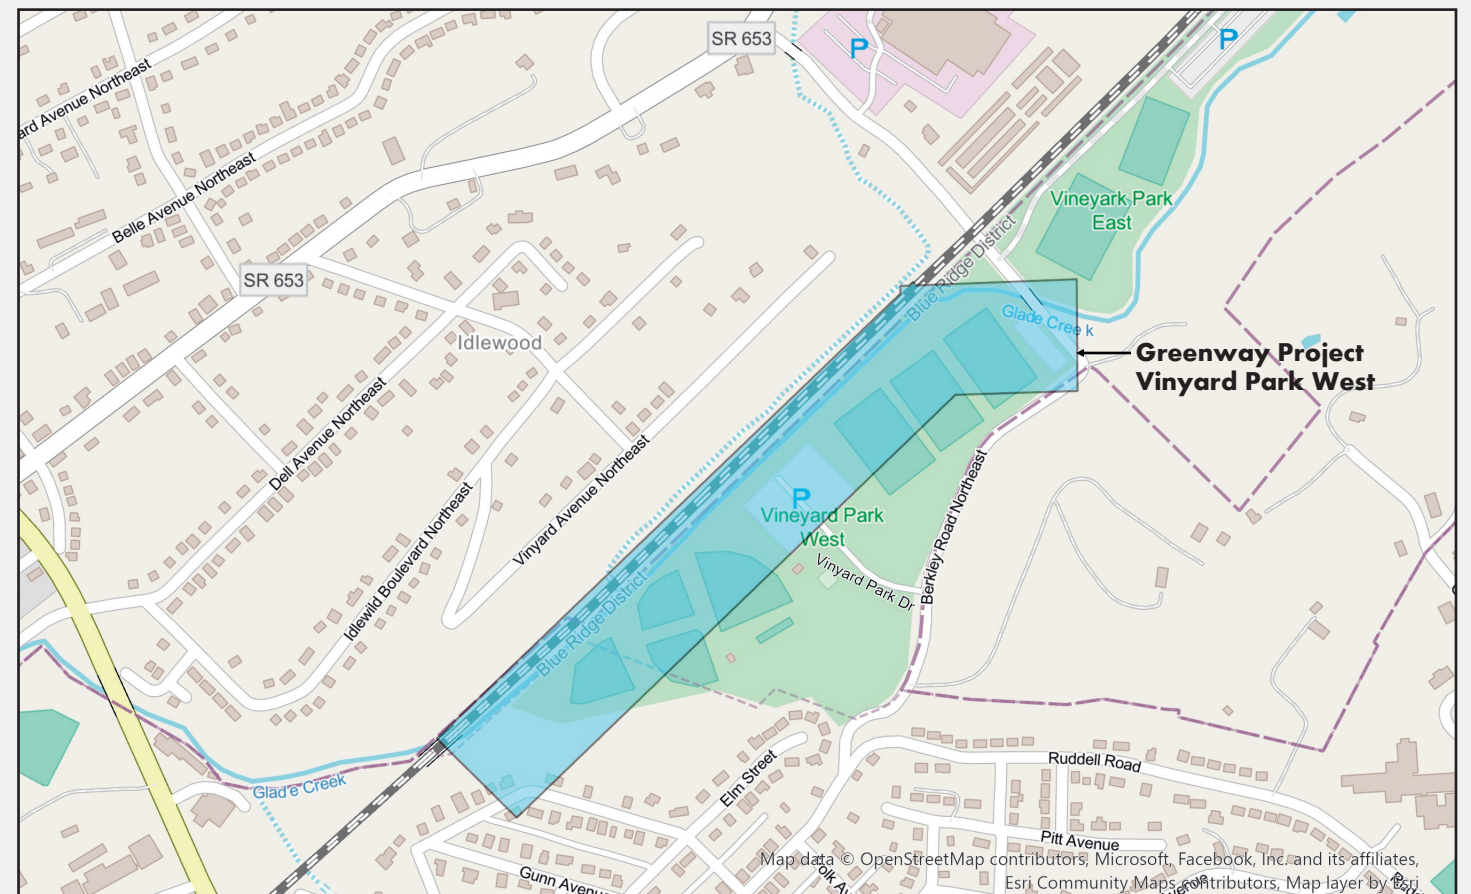 SR 653
P
P
ard Avenue Northeast
Belle Avenue Northeast
Vineyark Park
East
Blue Ridge District
SR 653
Glade Creek
Idlewood
Greenway Project
Vinyard Park West
Dell Avenue Northeast
Vinyard Avenue Northeast
Idlewild Boulevard Northeast
P
Vineyard Park
West
Berkley Road Northeast
Vinyard Park Dr
Blue Ridge District
Glade Creek
Elm Street
Ruddell Road
Pitt Avenue
Gunn Avenue
Map data © OpenStreetMap contributors, Microsoft, Facebook, Inc. and its affiliates,
Esri Community Maps contributors, Map layer by Esri